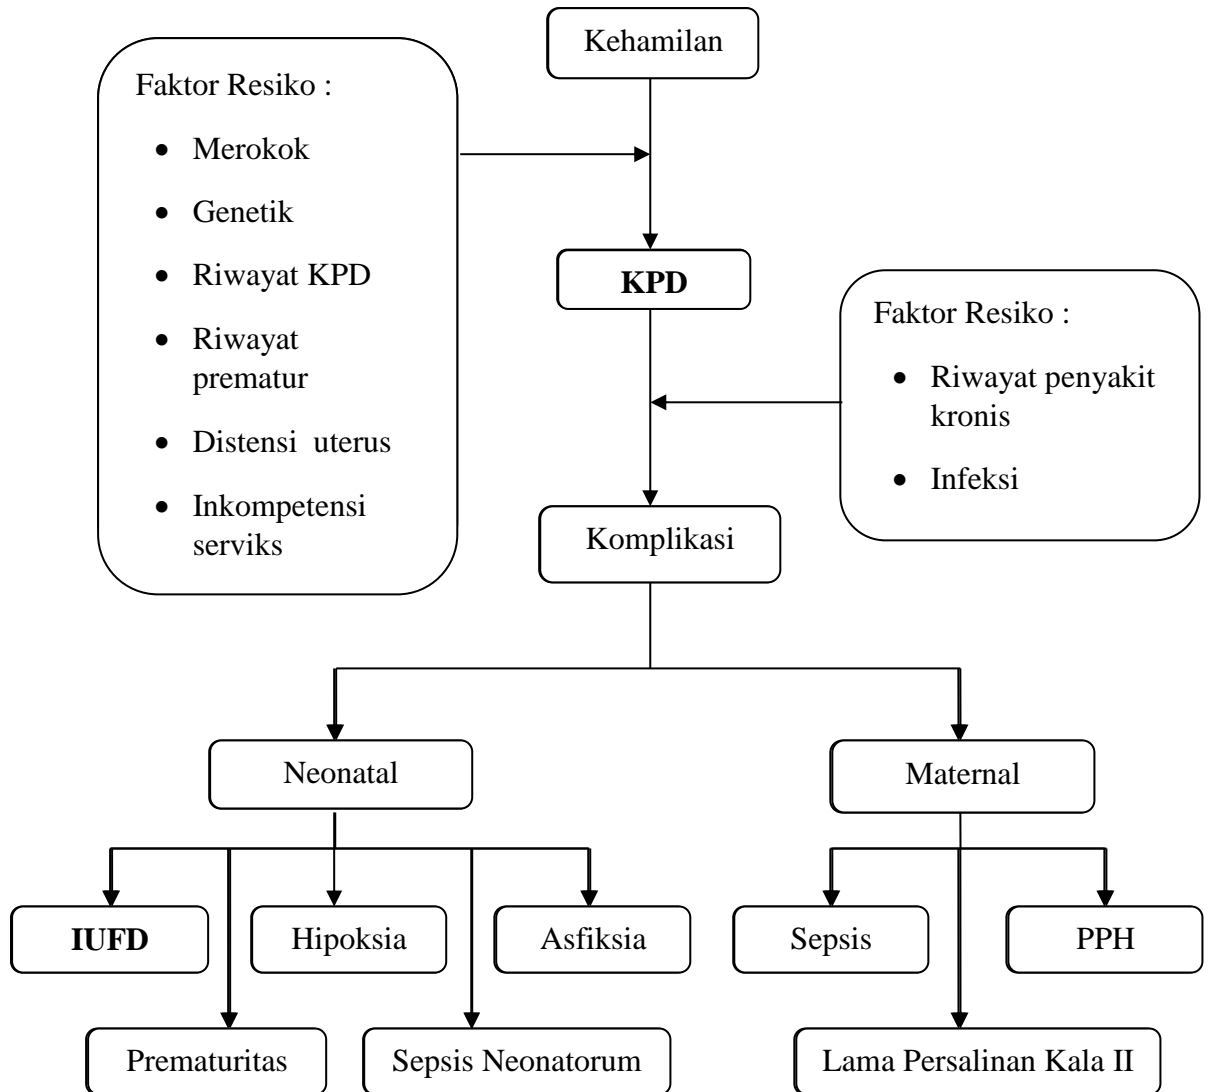 Kehamilan
Faktor Resiko :
• Merokok
• Genetik
• Riwayat KPD
• Riwayat
prematur
• Distensi uterus
• Inkompetensi
serviks
KPD
Faktor Resiko :
• Riwayat penyakit
kronis
• Infeksi
Komplikasi
Neonatal
Maternal
IUFD
Hipoksia
Asfiksia
Sepsis
PPH
Prematuritas
Sepsis Neonatorum
Lama Persalinan Kala II